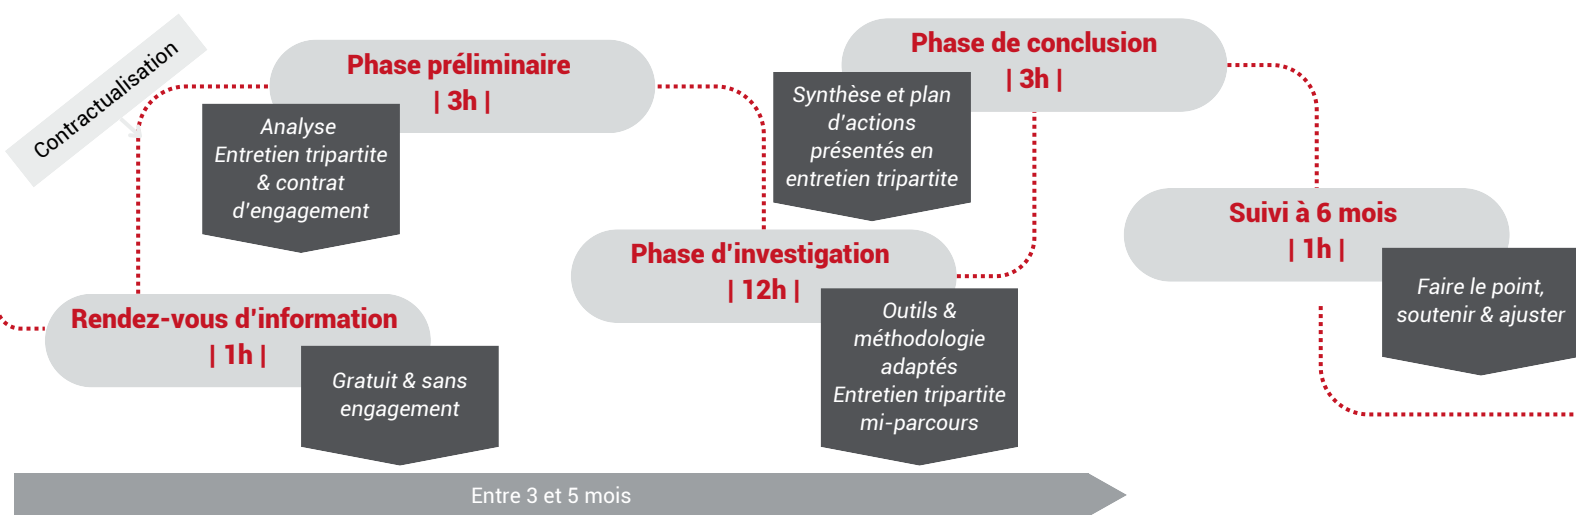 Contractualisation
Rendez-vous d'information
| 1h |
Gratuit & sans
engagement
Phase préliminaire
| 3h |
Analyse
Entretien tripartite
& contrat
d'engagement
Phase d'investigation
| 12h |
Outils &
méthodologie
adaptés
Entretien tripartite
mi-parcours
Phase de conclusion
| 3h |
Synthèse et plan
d'actions
présentés en
entretien tripartite
Suivi à 6 mois
| 1h |
Faire le point,
soutenir & ajuster
Entre 3 et 5 mois